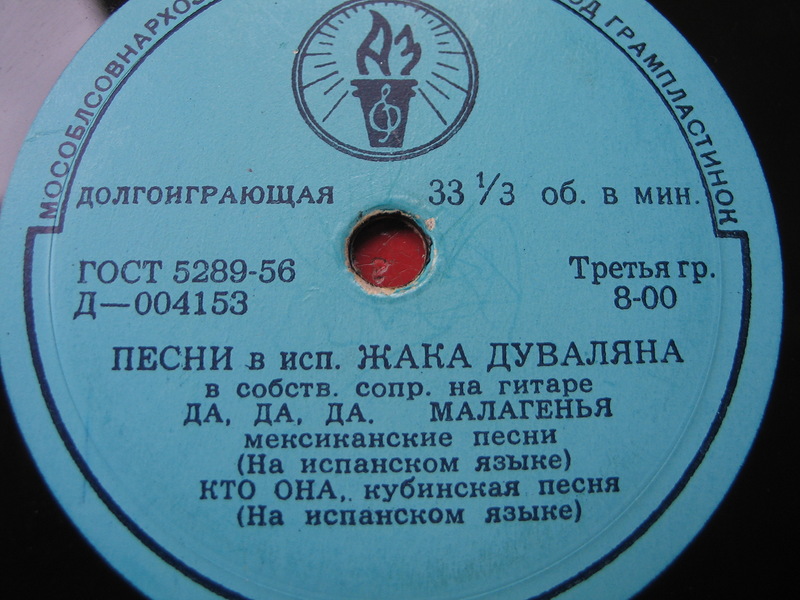 МОСОБЛСОВНАРХОЗ
ОД ГРАМПЛАСТИНОК
АЗ
ДОЛГОИГРАЮЩАЯ 33 1/3 об. в мин.
ГОСТ 5289-56 Третья гр.
Д—004153 8-00
ПЕСНИ в исп. ЖАКА ДУВАЛЯНА
в собств. сопр. на гитаре
ДА, ДА, ДА. МАЛАГЕНЬЯ
мексиканские песни
(На испанском языке)
КТО ОНА, кубинская песня
(На испанском языке)